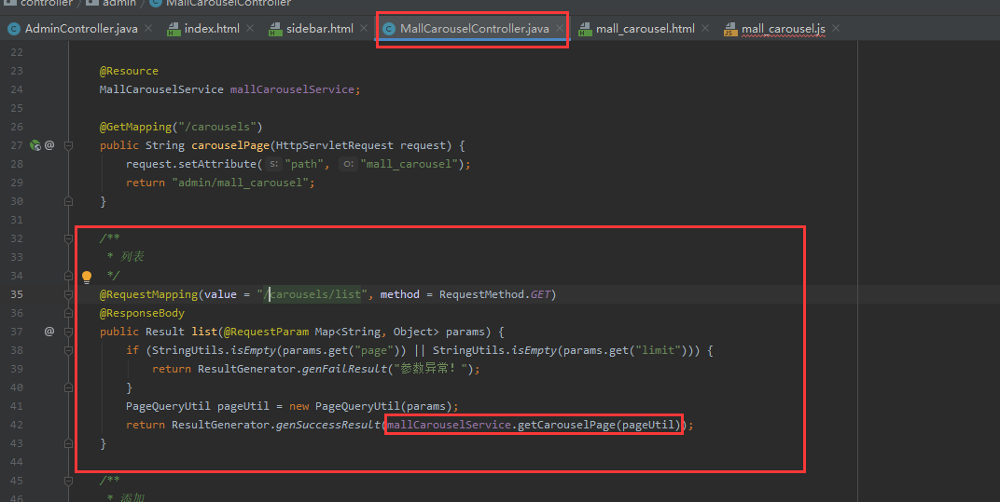 controller admin MallCarouselController
AdminController.java index.html sidebar.html MallCarouselController.java mall_carousel.html mall_carousel.js
22
23 @Resource
24 MallCarouselService mallCarouselService;
25
26 @GetMapping("/carousels")
27 public String carouselPage(HttpServletRequest request) {
28 request.setAttribute( s: "path", o: "mall_carousel");
29 return "admin/mall_carousel";
30 }
31
32 /**
33 * 列表
34 */
35 @RequestMapping(value = "/carousels/list", method = RequestMethod.GET)
36 @ResponseBody
37 public Result list(@RequestParam Map<String, Object> params) {
38 if (StringUtils.isEmpty(params.get("page")) || StringUtils.isEmpty(params.get("limit"))) {
39 return ResultGenerator.genFailResult("参数异常！");
40 }
41 PageQueryUtil pageUtil = new PageQueryUtil(params);
42 return ResultGenerator.genSuccessResult(mallCarouselService.getCarouselPage(pageUtil));
43 }
44
45 /**
46 * 添加